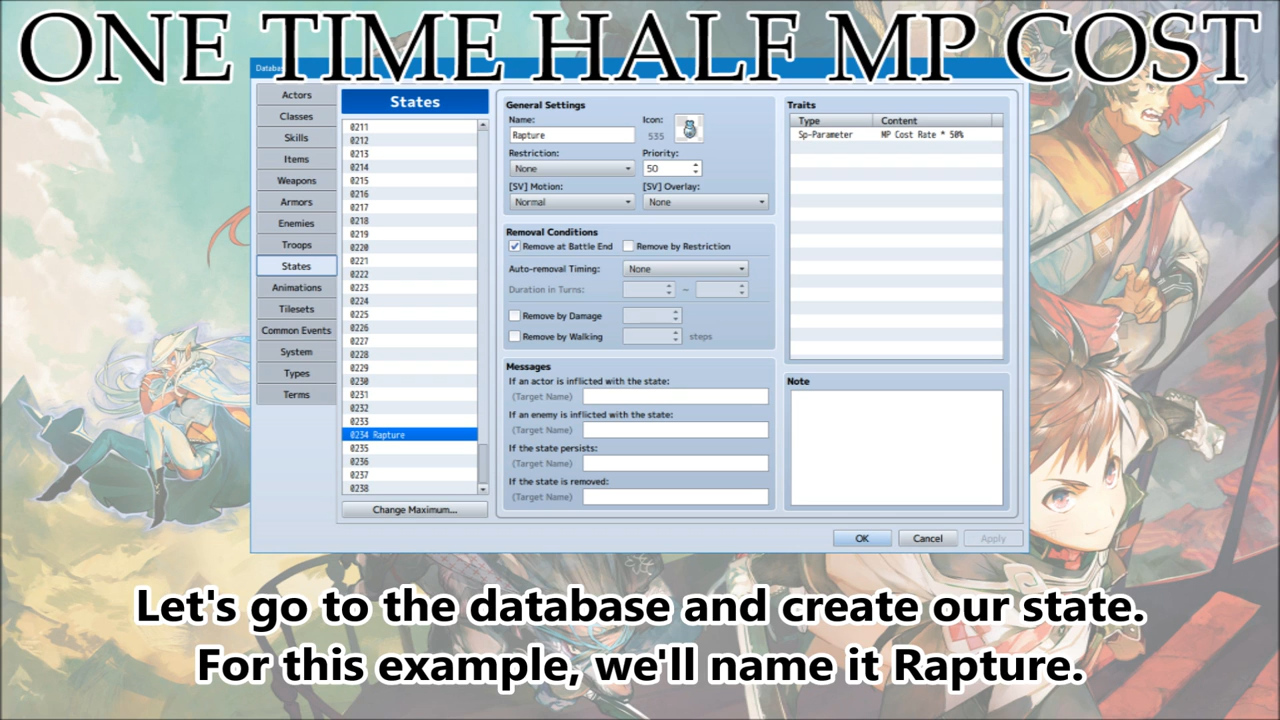 ONE TIME HALF MP COST
Database
Actors
Classes
Skills
Items
Weapons
Armors
Enemies
Troops
States
Animations
Tilesets
Common Events
System
Types
Terms
States
0211
0212
0213
0214
0215
0216
0217
0218
0219
0220
0221
0222
0223
0224
0225
0226
0227
0228
0229
0230
0231
0232
0233
0234 Rapture
0235
0236
0237
0238
Change Maximum...
General Settings
Name: Icon:
Rapture 535
Restriction: Priority:
None 50
[SV] Motion: [SV] Overlay:
Normal None
Removal Conditions
Remove at Battle End Remove by Restriction
Auto-removal Timing: None
Duration in Turns: ~
Remove by Damage
Remove by Walking steps
Messages
If an actor is inflicted with the state:
(Target Name)
If an enemy is inflicted with the state:
(Target Name)
If the state persists:
(Target Name)
If the state is removed:
(Target Name)
Traits
Type Content
Sp-Parameter MP Cost Rate * 50%
Note
OK Cancel Apply
Let's go to the database and create our state.
For this example, we'll name it Rapture.